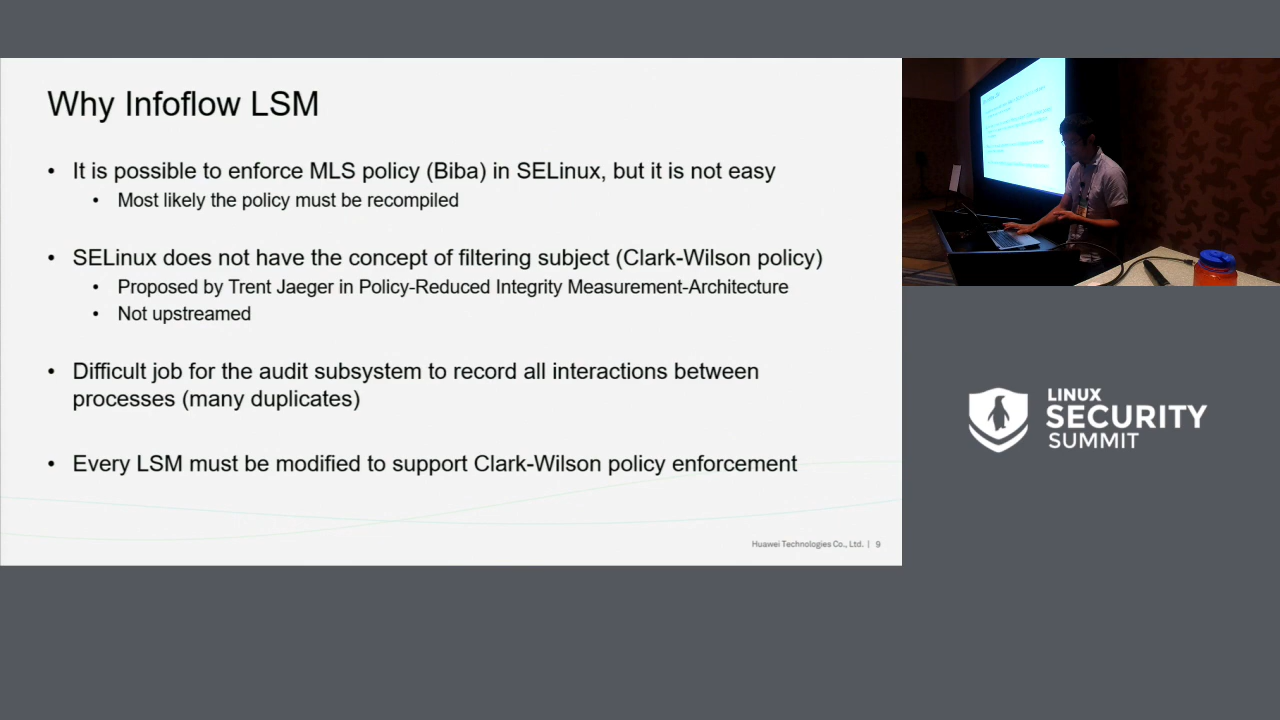 Why Infoflow LSM
• It is possible to enforce MLS policy (Biba) in SELinux, but it is not easy
• Most likely the policy must be recompiled
• SELinux does not have the concept of filtering subject (Clark-Wilson policy)
• Proposed by Trent Jaeger in Policy-Reduced Integrity Measurement-Architecture
• Not upstreamed
• Difficult job for the audit subsystem to record all interactions between
processes (many duplicates)
• Every LSM must be modified to support Clark-Wilson policy enforcement
Huawei Technologies Co., Ltd. | 9
LINUX
SECURITY
SUMMIT